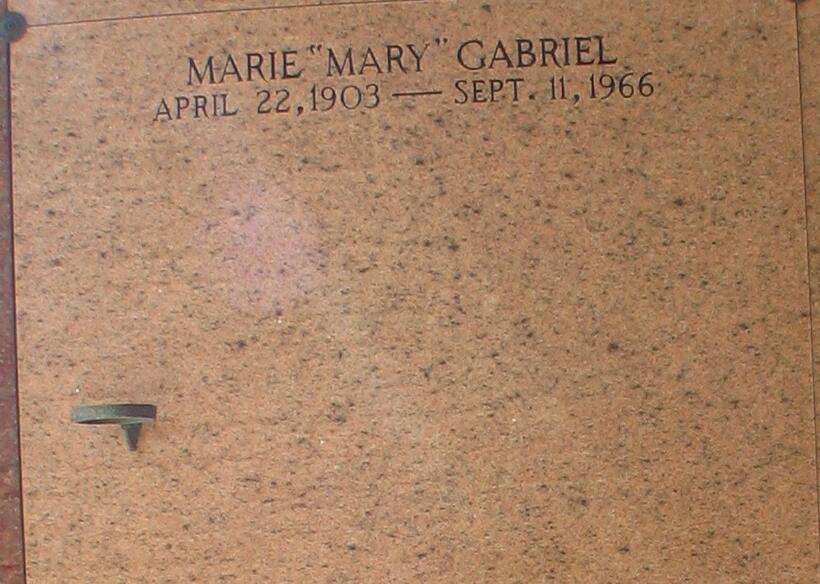 MARIE "MARY" GABRIEL
APRIL 22, 1903 — SEPT. 11, 1966